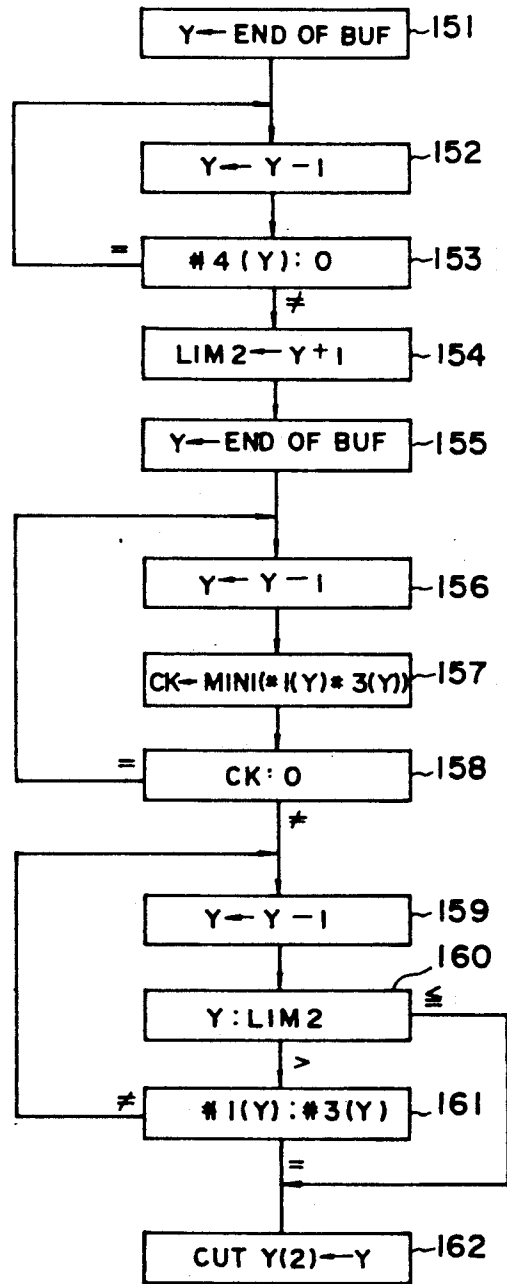 Y←END OF BUF 151
Y← Y-1 152
#4(Y):0 153
=
≠
LIM2←Y+1 154
Y←END OF BUF 155
Y← Y-1 156
CK←MINI(#1(Y)#3(Y)) 157
CK:0 158
=
≠
Y← Y-1 159
160
Y:LIM2 ≦
>
#1(Y):#3(Y) 161
≠
=
CUT Y(2)←Y 162